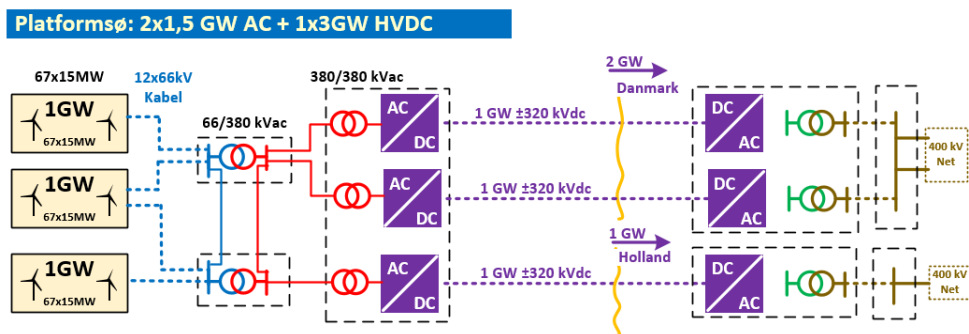 Platformsø: 2x1,5 GW AC + 1x3GW HVDC
67x15MW
12x66kV
Kabel
380/380 kVac
2 GW
Danmark
1GW
67x15MW
66/380 kVac
AC
DC
1 GW ±320 kVdc
DC
AC
400 kV
Net
1GW
67x15MW
AC
DC
1 GW ±320 kVdc
DC
AC
1 GW
Holland
1GW
67x15MW
AC
DC
1 GW ±320 kVdc
DC
AC
400 kV
Net